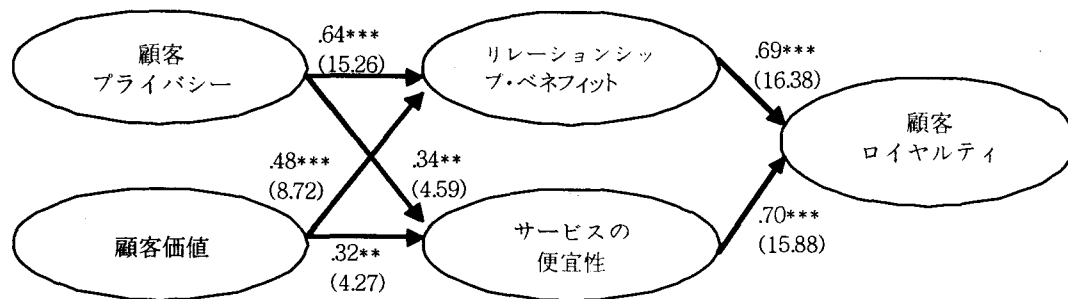 顧客
プライバシー
.64***
(15.26)
リレーションシッ
プ・ベネフィット
.69***
(16.38)
顧客
ロイヤルティ
.48***
(8.72)
.34**
(4.59)
顧客価値
.32**
(4.27)
サービスの
便宜性
.70***
(15.88)